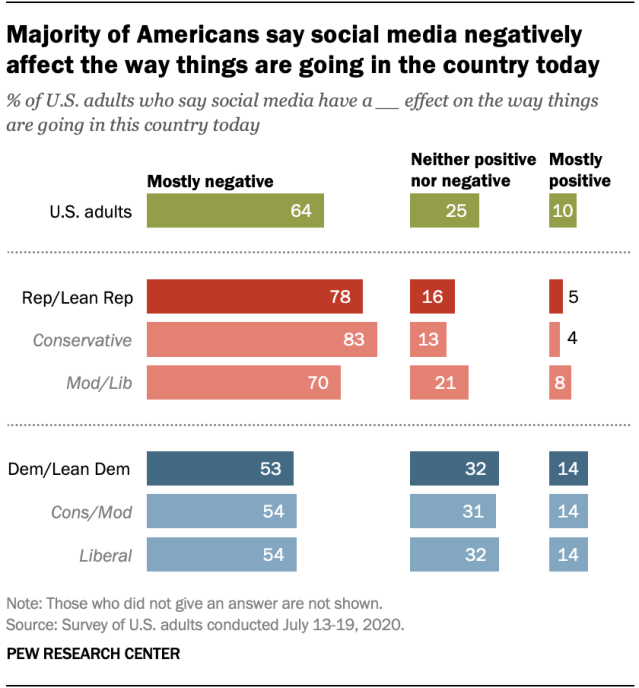 Majority of Americans say social media negatively
affect the way things are going in the country today
% of U.S. adults who say social media have a __ effect on the way things
are going in this country today
Mostly negative
Neither positive
nor negative
Mostly
positive
U.S. adults 64 25 10
Rep/Lean Rep 78 16 5
Conservative 83 13 4
Mod/Lib 70 21 8
Dem/Lean Dem 53 32 14
Cons/Mod 54 31 14
Liberal 54 32 14
Note: Those who did not give an answer are not shown.
Source: Survey of U.S. adults conducted July 13-19, 2020.
PEW RESEARCH CENTER